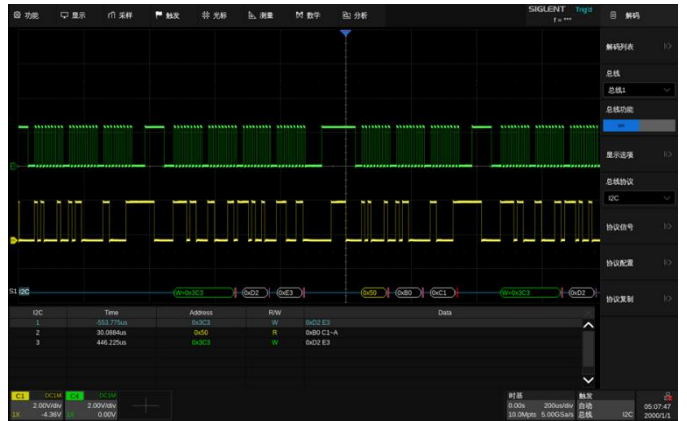 功能 显示 采样 触发 光标 测量 数学 分析
SIGLENT Trig'd
f = ***
解码
解码列表
总线
总线1
总线功能
on
显示选项
总线协议
I2C
协议信号
协议配置
协议复制
S1 I2C W=0x3C3 0xD2 0xE3 0x50 0xB0 0xC1 W=0x3C3 0xD2
I2C Time Address R/W Data
1 -553.775us 0x3C3 W 0xD2 E3
2 30.0884us 0x50 R 0xB0 C1~A
3 446.225us 0x3C3 W 0xD2 E3
C1 DC1M
2.00V/div
1X -4.36V
C4 DC1M
2.00V/div
1X 0.00V
时基
0.00s 200us/div
10.0Mpts 5.00GSa/s
触发
自动
总线 I2C
05:07:47
2000/1/1